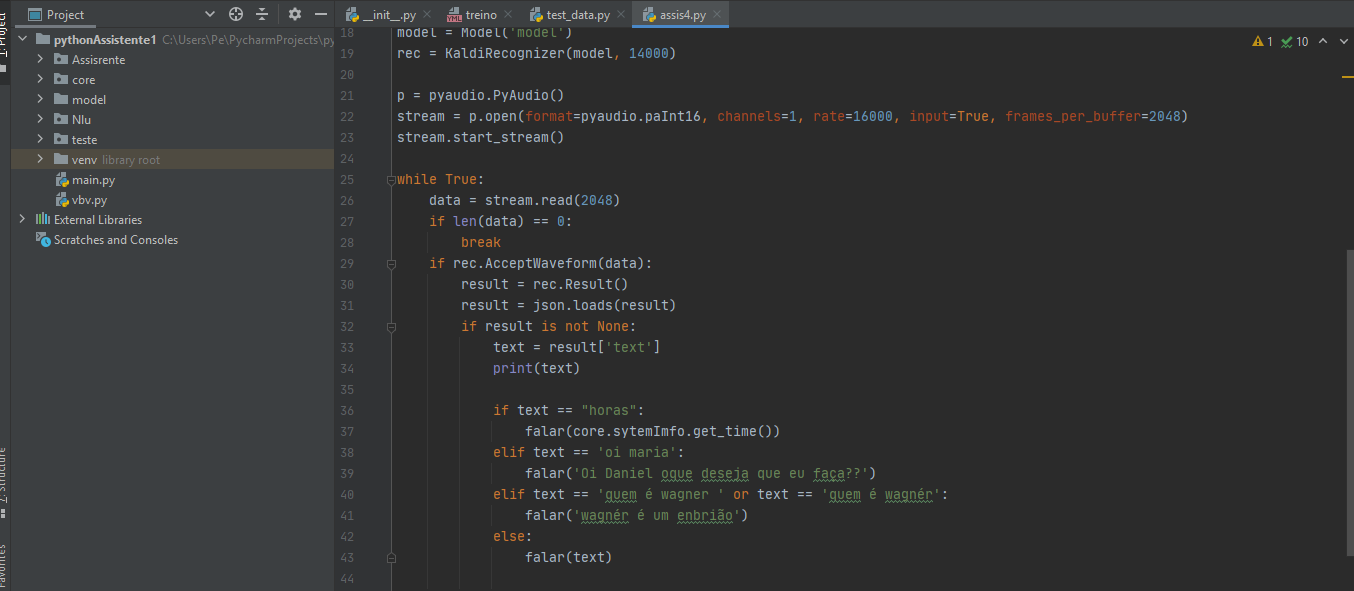 Project
__init__.py
treino
test_data.py
assis4.py
1: Project
pythonAssistente1 C:\Users\Pe\PycharmProjects\py
Assisrente
core
model
Nlu
teste
venv library root
main.py
vbv.py
External Libraries
Scratches and Consoles
Z: Structure
Favorites
1 10
18 model = Model('model')
19 rec = KaldiRecognizer(model, 14000)
20
21 p = pyaudio.PyAudio()
22 stream = p.open(format=pyaudio.paInt16, channels=1, rate=16000, input=True, frames_per_buffer=2048)
23 stream.start_stream()
24
25 while True:
26 data = stream.read(2048)
27 if len(data) == 0:
28 break
29 if rec.AcceptWaveform(data):
30 result = rec.Result()
31 result = json.loads(result)
32 if result is not None:
33 text = result['text']
34 print(text)
35
36 if text == "horas":
37 falar(core.sytemImfo.get_time())
38 elif text == 'oi maria':
39 falar('Oi Daniel oque deseja que eu faça??')
40 elif text == 'quem é wagner ' or text == 'quem é wagnér':
41 falar('wagnér é um enbrião')
42 else:
43 falar(text)
44